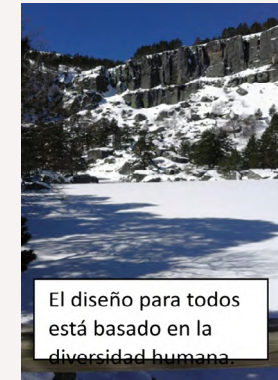 El diseño para todos
está basado en la
diversidad humana.